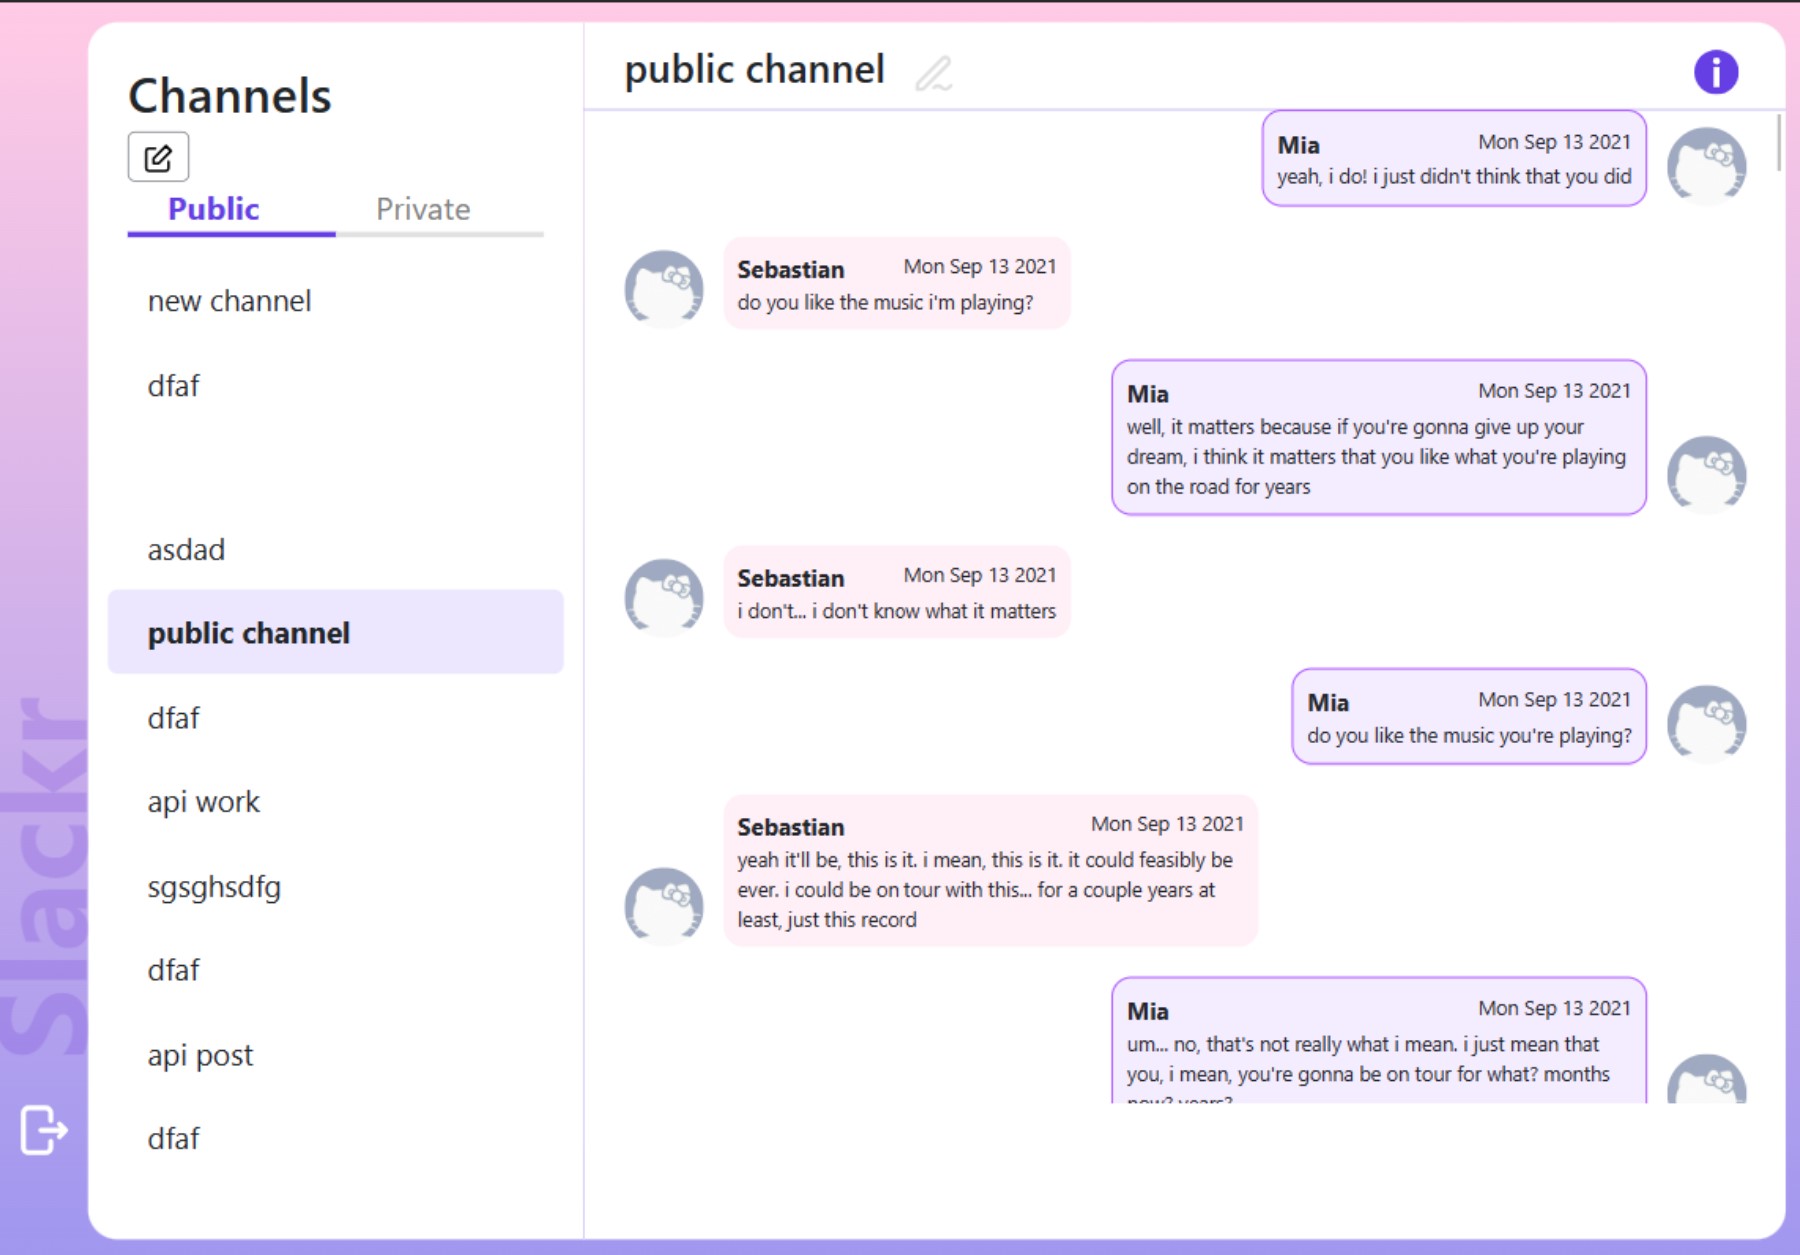 Slackr
Channels
Public Private
new channel
dfaf
asdad
public channel
dfaf
api work
sgsghsdfg
dfaf
api post
dfaf
public channel
i
Mia Mon Sep 13 2021
yeah, i do! i just didn't think that you did
Sebastian Mon Sep 13 2021
do you like the music i'm playing?
Mia Mon Sep 13 2021
well, it matters because if you're gonna give up your
dream, i think it matters that you like what you're playing
on the road for years
Sebastian Mon Sep 13 2021
i don't... i don't know what it matters
Mia Mon Sep 13 2021
do you like the music you're playing?
Sebastian Mon Sep 13 2021
yeah it'll be, this is it. i mean, this is it. it could feasibly be
ever. i could be on tour with this... for a couple years at
least, just this record
Mia Mon Sep 13 2021
um... no, that's not really what i mean. i just mean that
you, i mean, you're gonna be on tour for what? months
now? years?